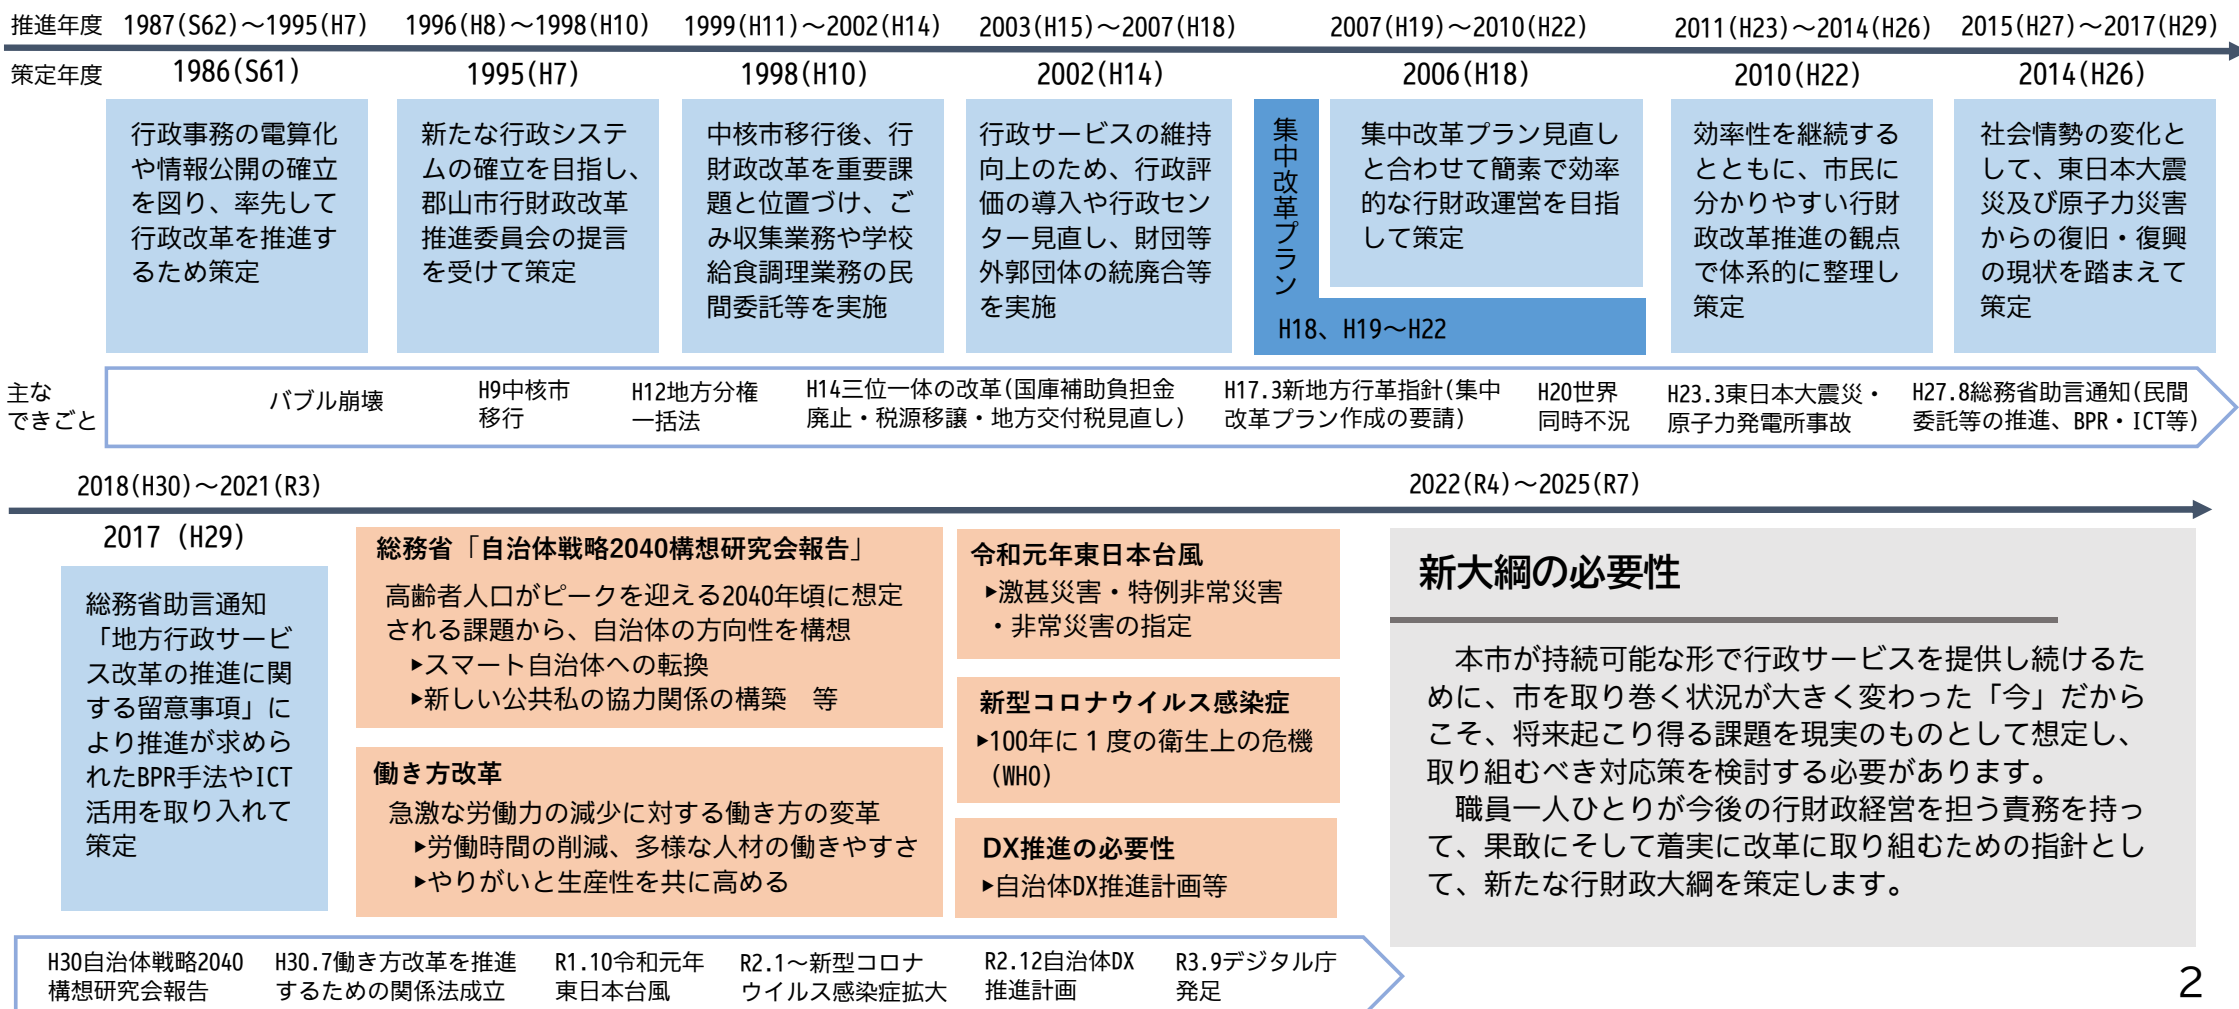 推進年度 1987(S62)～1995(H7) 1996(H8)～1998(H10) 1999(H11)～2002(H14) 2003(H15)～2007(H18) 2007(H19)～2010(H22) 2011(H23)～2014(H26) 2015(H27)～2017(H29)
策定年度 1986(S61) 1995(H7) 1998(H10) 2002(H14) 2006(H18) 2010(H22) 2014(H26)
行政事務の電算化
や情報公開の確立
を図り、率先して
行政改革を推進す
るため策定
新たな行政システ
ムの確立を目指し、
郡山市行財政改革
推進委員会の提言
を受けて策定
中核市移行後、行
財政改革を重要課
題と位置づけ、ご
み収集業務や学校
給食調理業務の民
間委託等を実施
行政サービスの維持
向上のため、行政評
価の導入や行政セン
ター見直し、財団等
外郭団体の統廃合等
を実施
集中改革プラン
H18、H19～H22
集中改革プラン見直し
と合わせて簡素で効率
的な行財政運営を目指
して策定
効率性を継続する
とともに、市民に
分かりやすい行財
政改革推進の観点
で体系的に整理し
策定
社会情勢の変化と
して、東日本大震
災及び原子力災害
からの復旧・復興
の現状を踏まえて
策定
主な
できごと
バブル崩壊
H9中核市
移行
H12地方分権
一括法
H14三位一体の改革(国庫補助負担金
廃止・税源移譲・地方交付税見直し)
H17.3新地方行革指針(集中
改革プラン作成の要請)
H20世界
同時不況
H23.3東日本大震災・
原子力発電所事故
H27.8総務省助言通知(民間
委託等の推進、BPR・ICT等)
2018(H30)～2021(R3) 2022(R4)～2025(R7)
2017 (H29)
総務省助言通知
「地方行政サービ
ス改革の推進に関
する留意事項」に
より推進が求めら
れたBPR手法やICT
活用を取り入れて
策定
総務省「自治体戦略2040構想研究会報告」
高齢者人口がピークを迎える2040年頃に想定
される課題から、自治体の方向性を構想
▶スマート自治体への転換
▶新しい公共私の協力関係の構築 等
働き方改革
急激な労働力の減少に対する働き方の変革
▶労働時間の削減、多様な人材の働きやすさ
▶やりがいと生産性を共に高める
令和元年東日本台風
▶激甚災害・特例非常災害
・非常災害の指定
新型コロナウイルス感染症
▶100年に１度の衛生上の危機
(WHO)
DX推進の必要性
▶自治体DX推進計画等
新大綱の必要性
本市が持続可能な形で行政サービスを提供し続けるた
めに、市を取り巻く状況が大きく変わった「今」だから
こそ、将来起こり得る課題を現実のものとして想定し、
取り組むべき対応策を検討する必要があります。
職員一人ひとりが今後の行財政経営を担う責務を持っ
て、果敢にそして着実に改革に取り組むための指針とし
て、新たな行財政大綱を策定します。
H30自治体戦略2040
構想研究会報告
H30.7働き方改革を推進
するための関係法成立
R1.10令和元年
東日本台風
R2.1～新型コロナ
ウイルス感染症拡大
R2.12自治体DX
推進計画
R3.9デジタル庁
発足
2